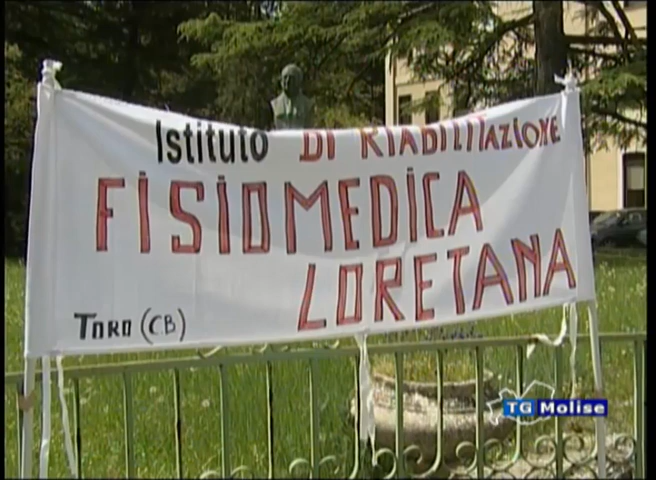 Istituto DI RIABILITAZIONE
FISIOMEDICA
LORETANA
TORO (CB)
TG Molise